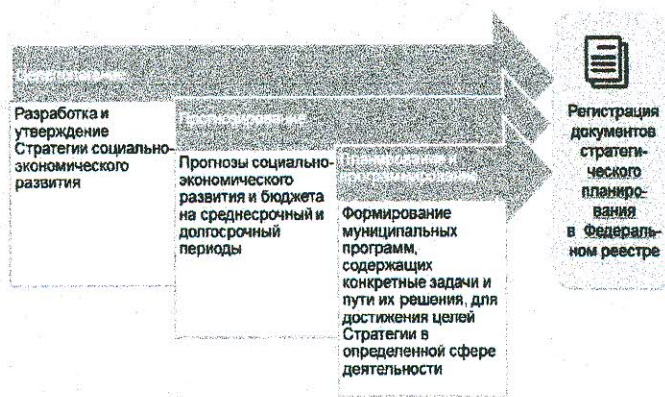 Целеполагание
Разработка и
утверждение
Стратегии социально-
экономического
развития
Прогнозирование
Прогнозы социально-
экономического
развития и бюджета
на среднесрочный и
долгосрочный
периоды
Планирование и
программирование
Формирование
муниципальных
программ,
содержащих
конкретные задачи и
пути их решения, для
достижения целей
Стратегии в
определенной сфере
деятельности
Регистрация
документов
стратеги-
ческого
планиро-
вания
в Федераль-
ном реестре